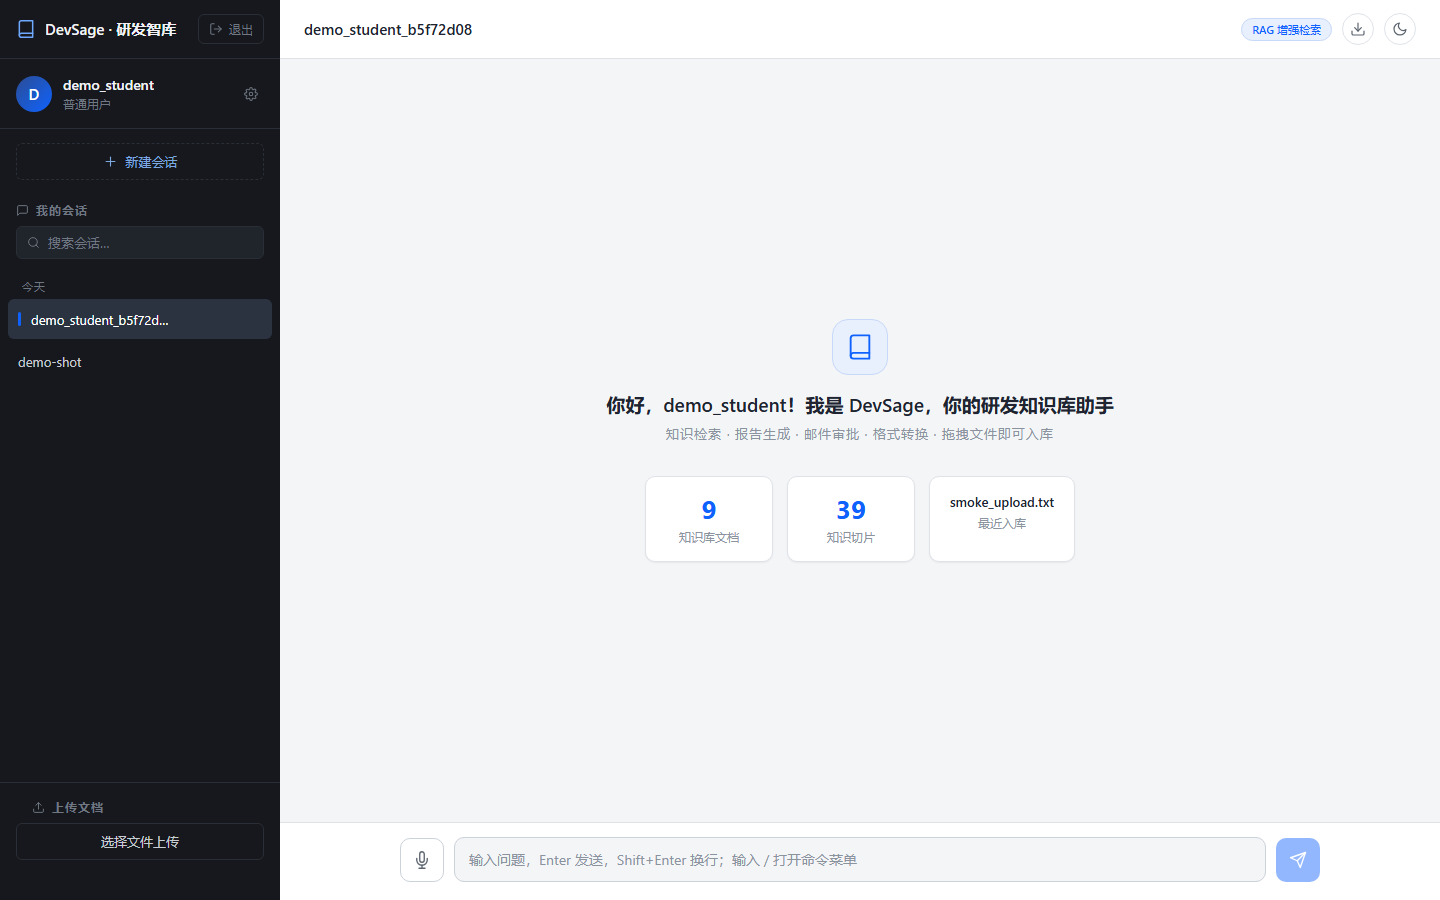 DevSage · 研发智库
退出
D
demo_student
普通用户
新建会话
我的会话
搜索会话...
今天
demo_student_b5f72d...
demo-shot
上传文档
选择文件上传
demo_student_b5f72d08
RAG 增强检索
你好，demo_student！我是 DevSage，你的研发知识库助手
知识检索 · 报告生成 · 邮件审批 · 格式转换 · 拖拽文件即可入库
9
知识库文档
39
知识切片
smoke_upload.txt
最近入库
输入问题，Enter 发送，Shift+Enter 换行；输入 / 打开命令菜单